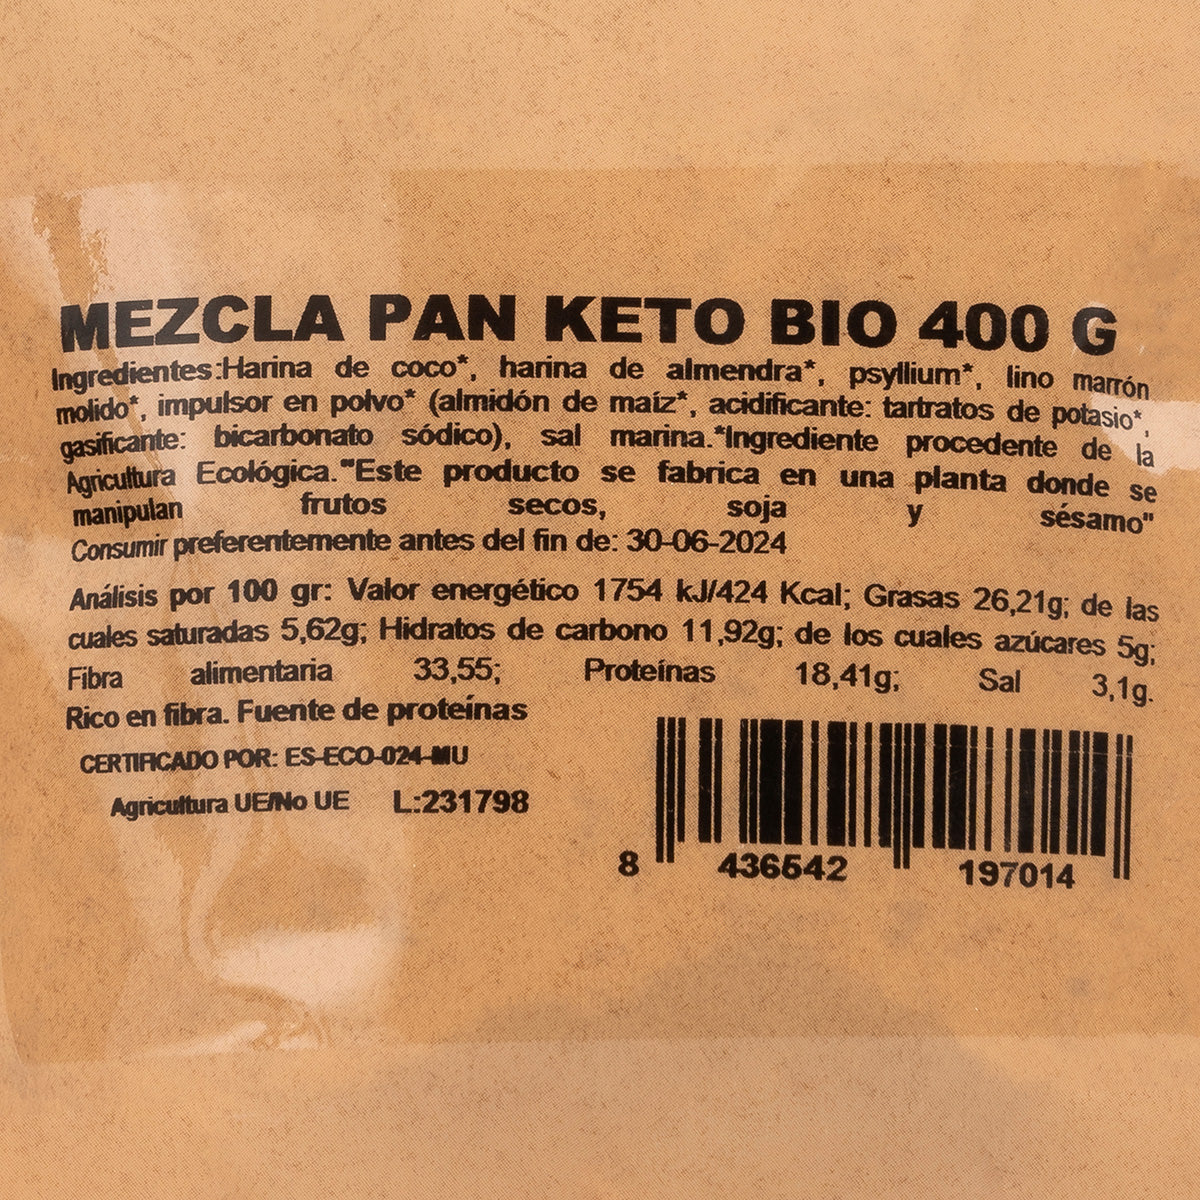 MEZCLA PAN KETO BIO 400 G
Ingredientes:Harina de coco*, harina de almendra*, psyllium*, lino marrón
molido*, impulsor en polvo* (almidón de maíz*, acidificante: tartratos de potasio*,
gasificante: bicarbonato sódico), sal marina.*Ingrediente procedente de la
Agricultura Ecológica."Este producto se fabrica en una planta donde se
manipulan frutos secos, soja y sésamo"
Consumir preferentemente antes del fin de: 30-06-2024
Análisis por 100 gr: Valor energético 1754 kJ/424 Kcal; Grasas 26,21g; de las
cuales saturadas 5,62g; Hidratos de carbono 11,92g; de los cuales azúcares 5g;
Fibra alimentaria 33,55; Proteínas 18,41g; Sal 3,1g.
Rico en fibra. Fuente de proteínas
CERTIFICADO POR: ES-ECO-024-MU
Agricultura UE/No UE L:231798
8 436542 197014